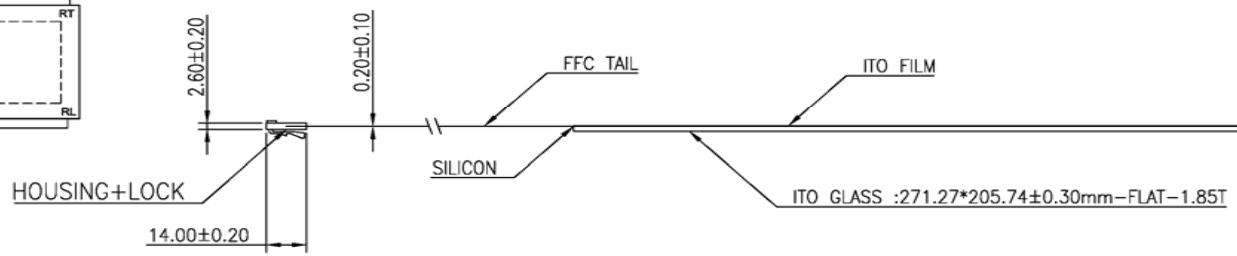 RT
RL
2.60±0.20
0.20±0.10
FFC TAIL
ITO FILM
SILICON
HOUSING+LOCK
ITO GLASS :271.27*205.74±0.30mm-FLAT-1.85T
14.00±0.20